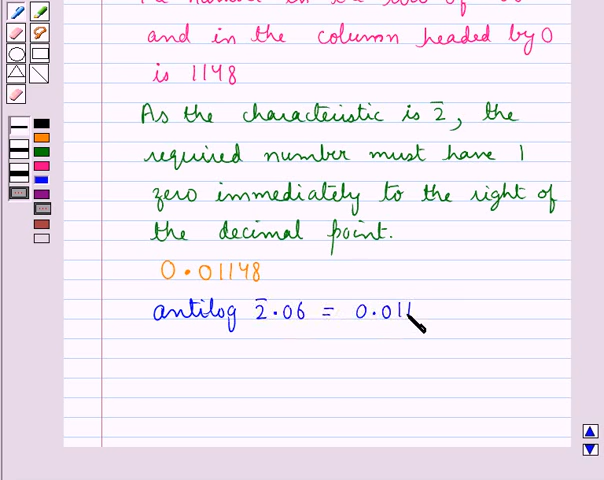 and in the column headed by 0
is 1148
As the characteristic is 2̄, the
required number must have 1
zero immediately to the right of
the decimal point.
0.01148
antilog 2̄.06 = 0.011